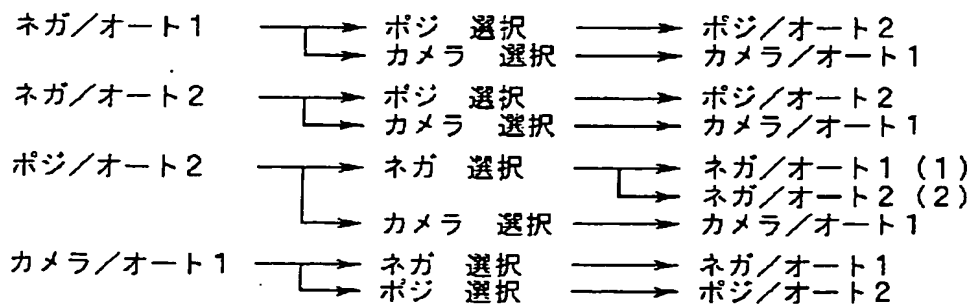 ネガ／オート１ ポジ 選択 ポジ／オート２
カメラ 選択 カメラ／オート１
ネガ／オート２ ポジ 選択 ポジ／オート２
カメラ 選択 カメラ／オート１
ポジ／オート２ ネガ 選択 ネガ／オート１（１）
ネガ／オート２（２）
カメラ 選択 カメラ／オート１
カメラ／オート１ ネガ 選択 ネガ／オート１
ポジ 選択 ポジ／オート２